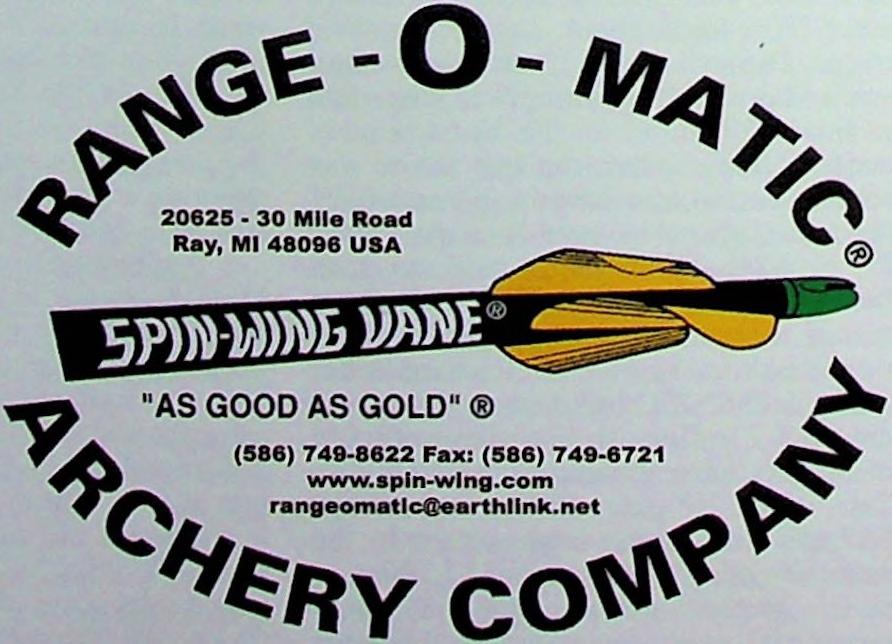 RANGE-O-MATIC®
20625 - 30 Mile Road
Ray, MI 48096 USA
SPIN-WING VANE®
"AS GOOD AS GOLD" ®
(586) 749-8622 Fax: (586) 749-6721
www.spin-wing.com
rangeomatic@earthlink.net
ARCHERY COMPANY